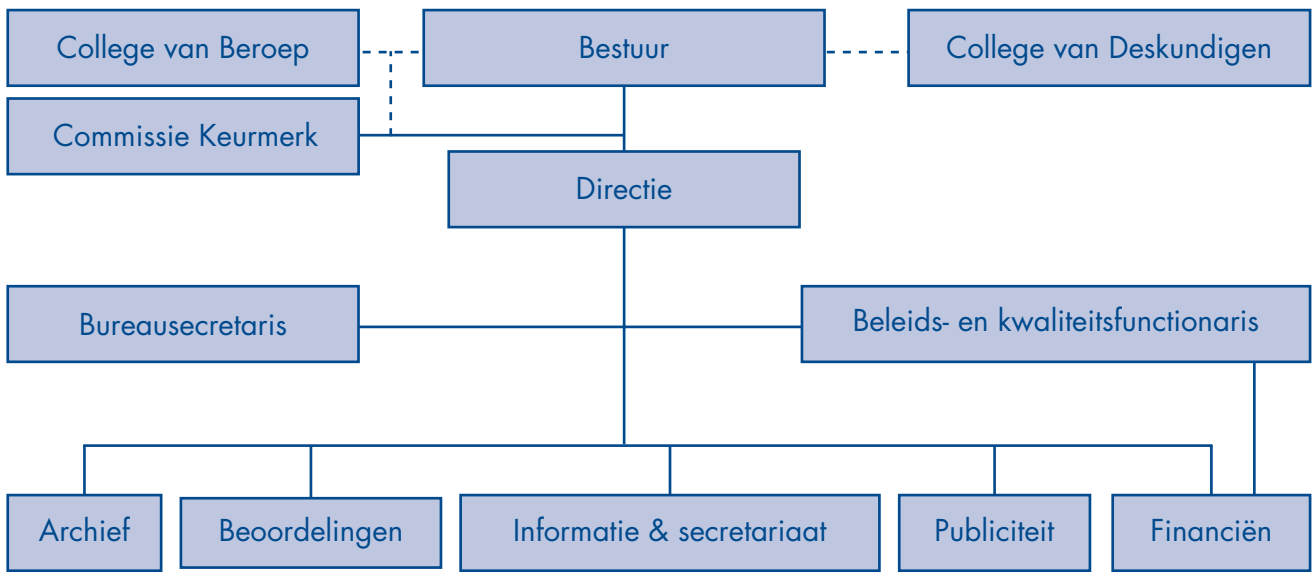 College van Beroep
Bestuur
College van Deskundigen
Commissie Keurmerk
Directie
Bureausecretaris
Beleids- en kwaliteitsfunctionaris
Archief
Beoordelingen
Informatie & secretariaat
Publiciteit
Financiën